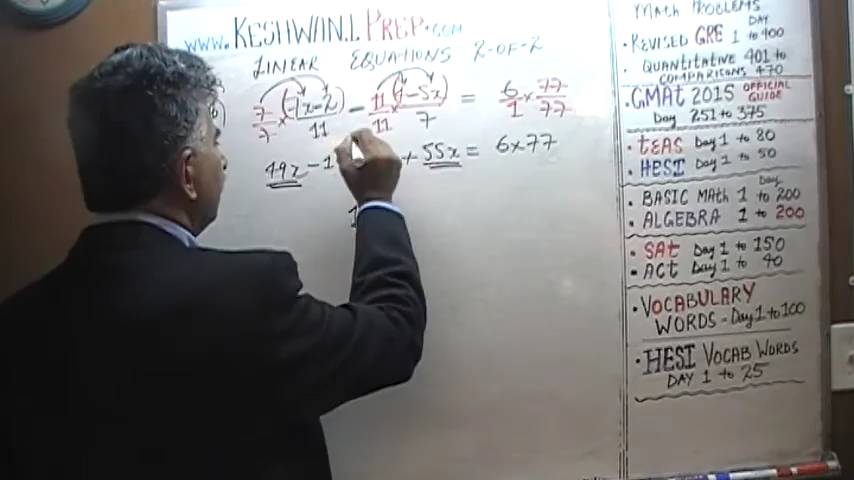 www.KESHWANI PREP.COM
LINEAR EQUATIONS 2-OF-2
7/7 × (7x-2)/11 - 11/11 × (1-5x)/7 = 6/1 × 77/77
49x - 1 + 55x = 6x77
MATH PROBLEMS
• REVISED GRE DAY 1 to 400
• QUANTITATIVE COMPARISONS 401 to 470
• GMAT 2015 OFFICIAL GUIDE
DAY 251 to 375
• TEAS DAY 1 to 80
• HESI DAY 1 to 50
• BASIC MATH DAY 1 to 200
• ALGEBRA 1 to 200
• SAT DAY 1 to 150
• ACT DAY 1 to 40
• VOCABULARY
WORDS - DAY 1 to 100
• HESI VOCAB WORDS
DAY 1 to 25